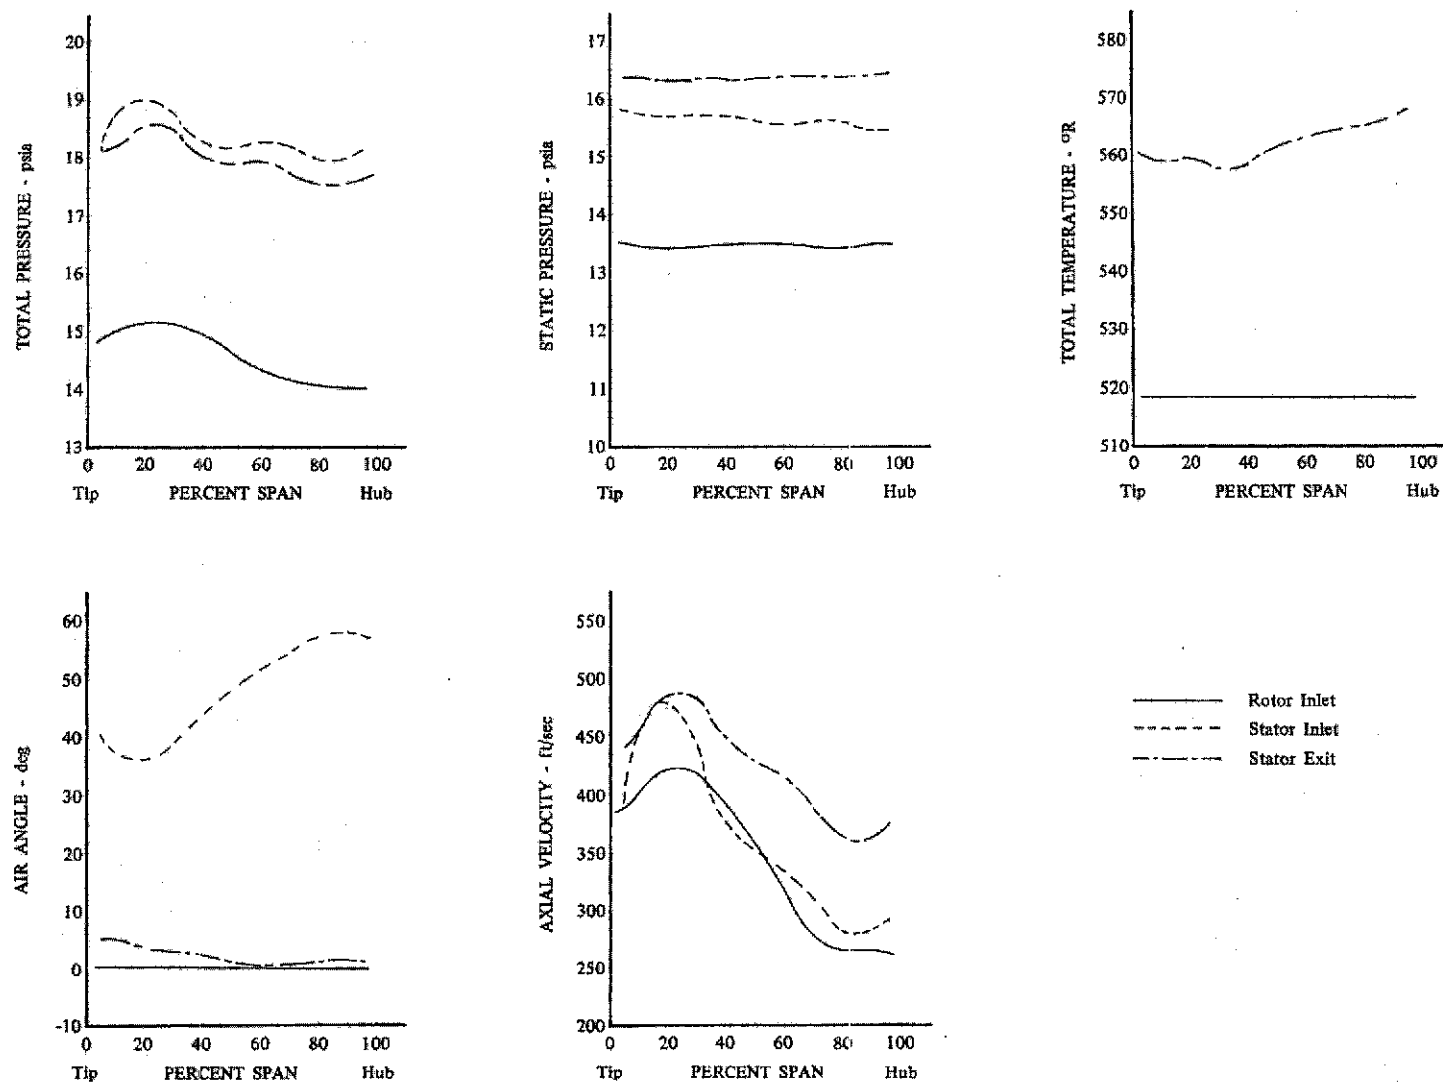 TOTAL PRESSURE - psia
20
19
18
17
16
15
14
13
0 20 40 60 80 100
Tip PERCENT SPAN Hub
STATIC PRESSURE - psia
17
16
15
14
13
12
11
10
0 20 40 60 80 100
Tip PERCENT SPAN Hub
TOTAL TEMPERATURE - ºR
580
570
560
550
540
530
520
510
0 20 40 60 80 100
Tip PERCENT SPAN Hub
AIR ANGLE - deg
60
50
40
30
20
10
0
-10
0 20 40 60 80 100
Tip PERCENT SPAN Hub
AXIAL VELOCITY - ft/sec
550
500
450
400
350
300
250
200
0 20 40 60 80 100
Tip PERCENT SPAN Hub
Rotor Inlet
Stator Inlet
Stator Exit